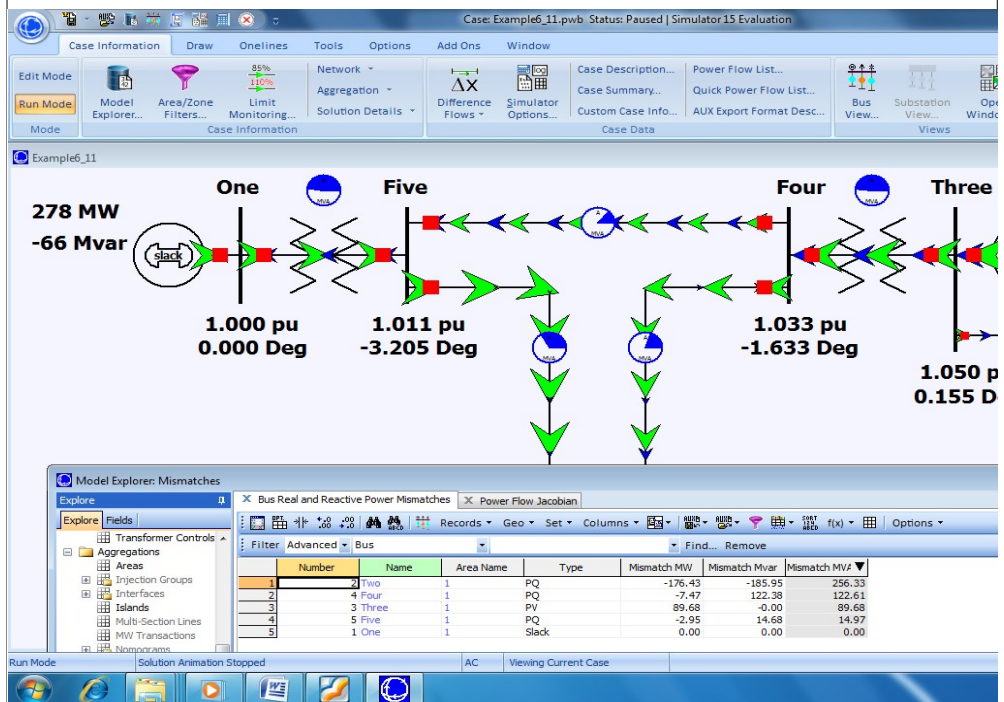 Case: Example6_11.pwb Status: Paused | Simulator 15 Evaluation
Case Information Draw Onelines Tools Options Add Ons Window
Edit Mode
Run Mode
Mode
Model Explorer...
Area/Zone Filters...
85%
110%
Limit Monitoring...
Network
Aggregation
Solution Details
Case Information
ΔX
Difference Flows
Simulator Options...
Case Description...
Case Summary...
Custom Case Info...
Power Flow List...
Quick Power Flow List...
AUX Export Format Desc...
Case Data
Bus View...
Substation View...
Ope
Windo
Views
Example6_11
One Five Four Three
278 MW
-66 Mvar
slack
MVA
A
MVA
MVA
1.000 pu
0.000 Deg
1.011 pu
-3.205 Deg
A
MVA
A
MVA
1.033 pu
-1.633 Deg
1.050 p
0.155 D
Model Explorer: Mismatches
Explore
Explore Fields
Transformer Controls
Aggregations
Areas
Injection Groups
Interfaces
Islands
Multi-Section Lines
MW Transactions
Nomograms
X Bus Real and Reactive Power Mismatches X Power Flow Jacobian
Records Geo Set Columns f(x) Options
Filter Advanced Bus Find... Remove
Number Name Area Name Type Mismatch MW Mismatch Mvar Mismatch MVA
1 2 Two 1 PQ -176.43 -185.95 256.33
2 4 Four 1 PQ -7.47 122.38 122.61
3 3 Three 1 PV 89.68 -0.00 89.68
4 5 Five 1 PQ -2.95 14.68 14.97
5 1 One 1 Slack 0.00 0.00 0.00
Run Mode Solution Animation Stopped AC Viewing Current Case